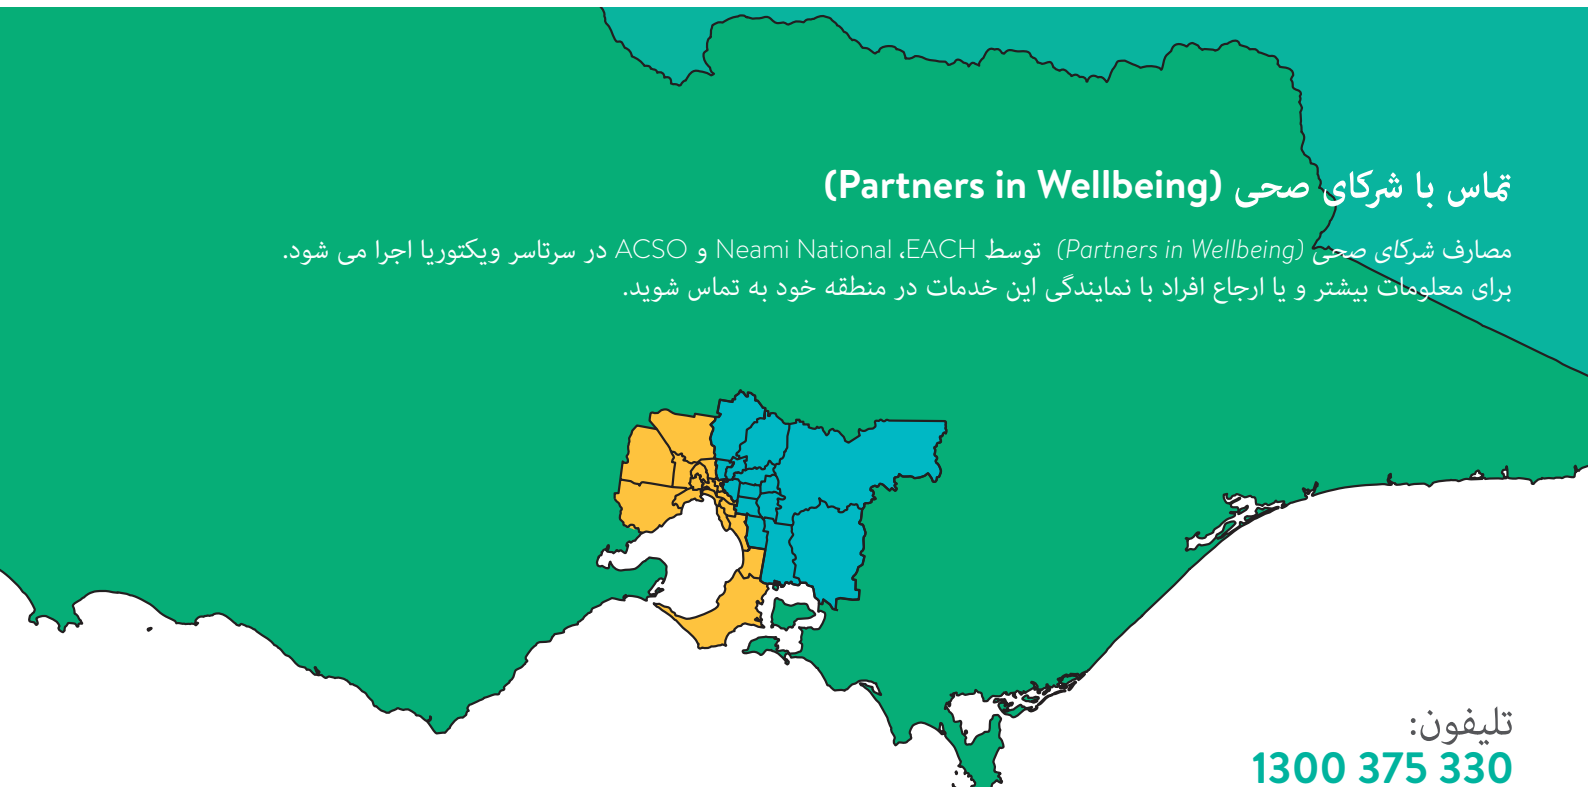 تماس با شرکای صحی (Partners in Wellbeing)
مصارف شرکای صحی (Partners in Wellbeing) توسط EACH، Neami National و ACSO در سرتاسر ویکتوریا اجرا می شود.
برای معلومات بیشتر و یا ارجاع افراد با نمایندگی این خدمات در منطقه خود به تماس شوید.
تلیفون:
1300 375 330